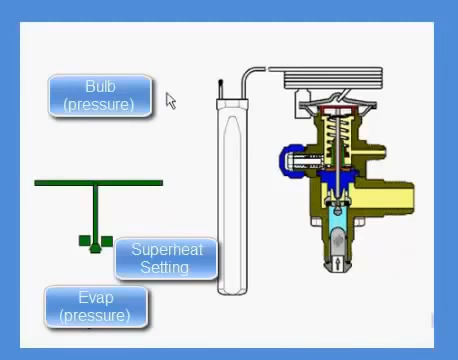 Bulb
(pressure)
Superheat
Setting
Evap
(pressure)